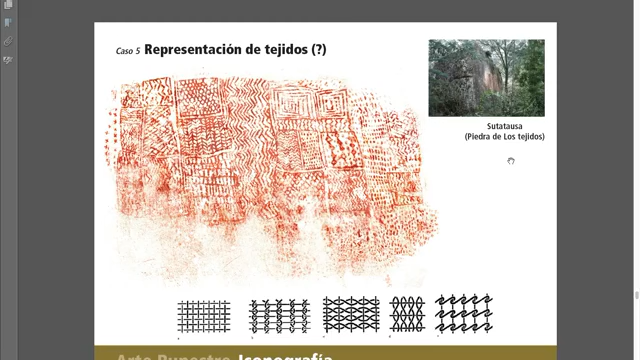 Caso 5 Representación de tejidos (?)
Sutatausa
(Piedra de Los tejidos)
Arte Rupestre Iconografía